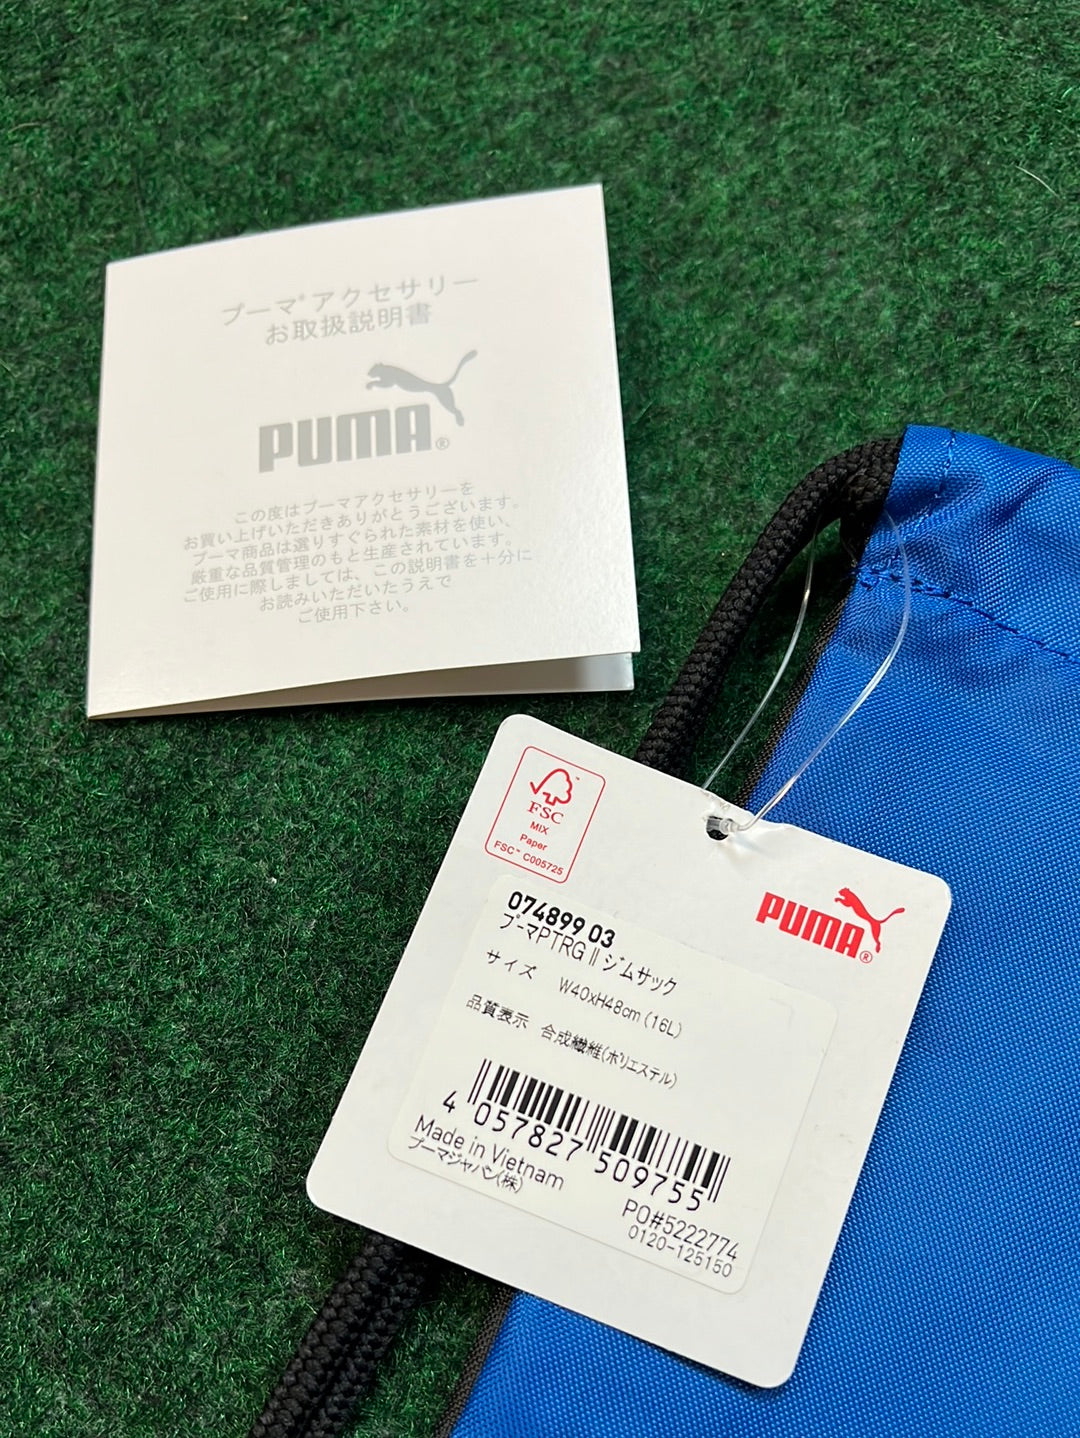 プーマ®アクセサリー
お取扱説明書
PUMA®
この度はプーマアクセサリーを
お買い上げいただきありがとうございます。
プーマ商品は選りすぐられた素材を使い、
厳重な品質管理のもと生産されています。
ご使用に際しましては、この説明書を十分に
お読みいただいたうえで
ご使用下さい。
FSC™
MIX
Paper
FSC™ C005725
PUMA®
074899 03
プーマPTRG II ジムサック
サイズ W40xH48cm (16L)
品質表示 合成繊維(ポリエステル)
4 057827 509755
Made in Vietnam
プーマジャパン(株)
PO#5222774
0120-125150